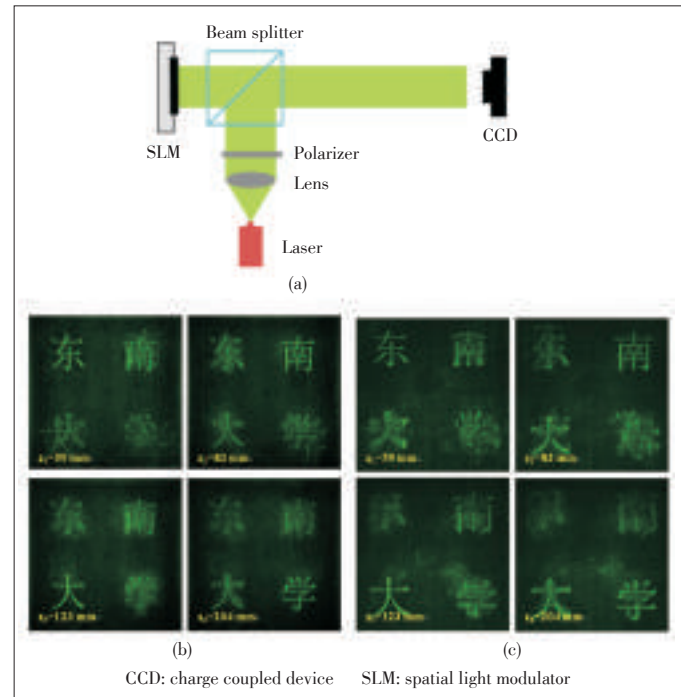 Beam splitter
SLM
CCD
Polarizer
Lens
Laser
(a)
东 南
大 学
东 南
大 学
东 南
大 学
东 南
大 学
东 南
大 学
东 南
大 学
东 南
大 学
东 南
大 学
(b)
(c)
CCD: charge coupled device SLM: spatial light modulator